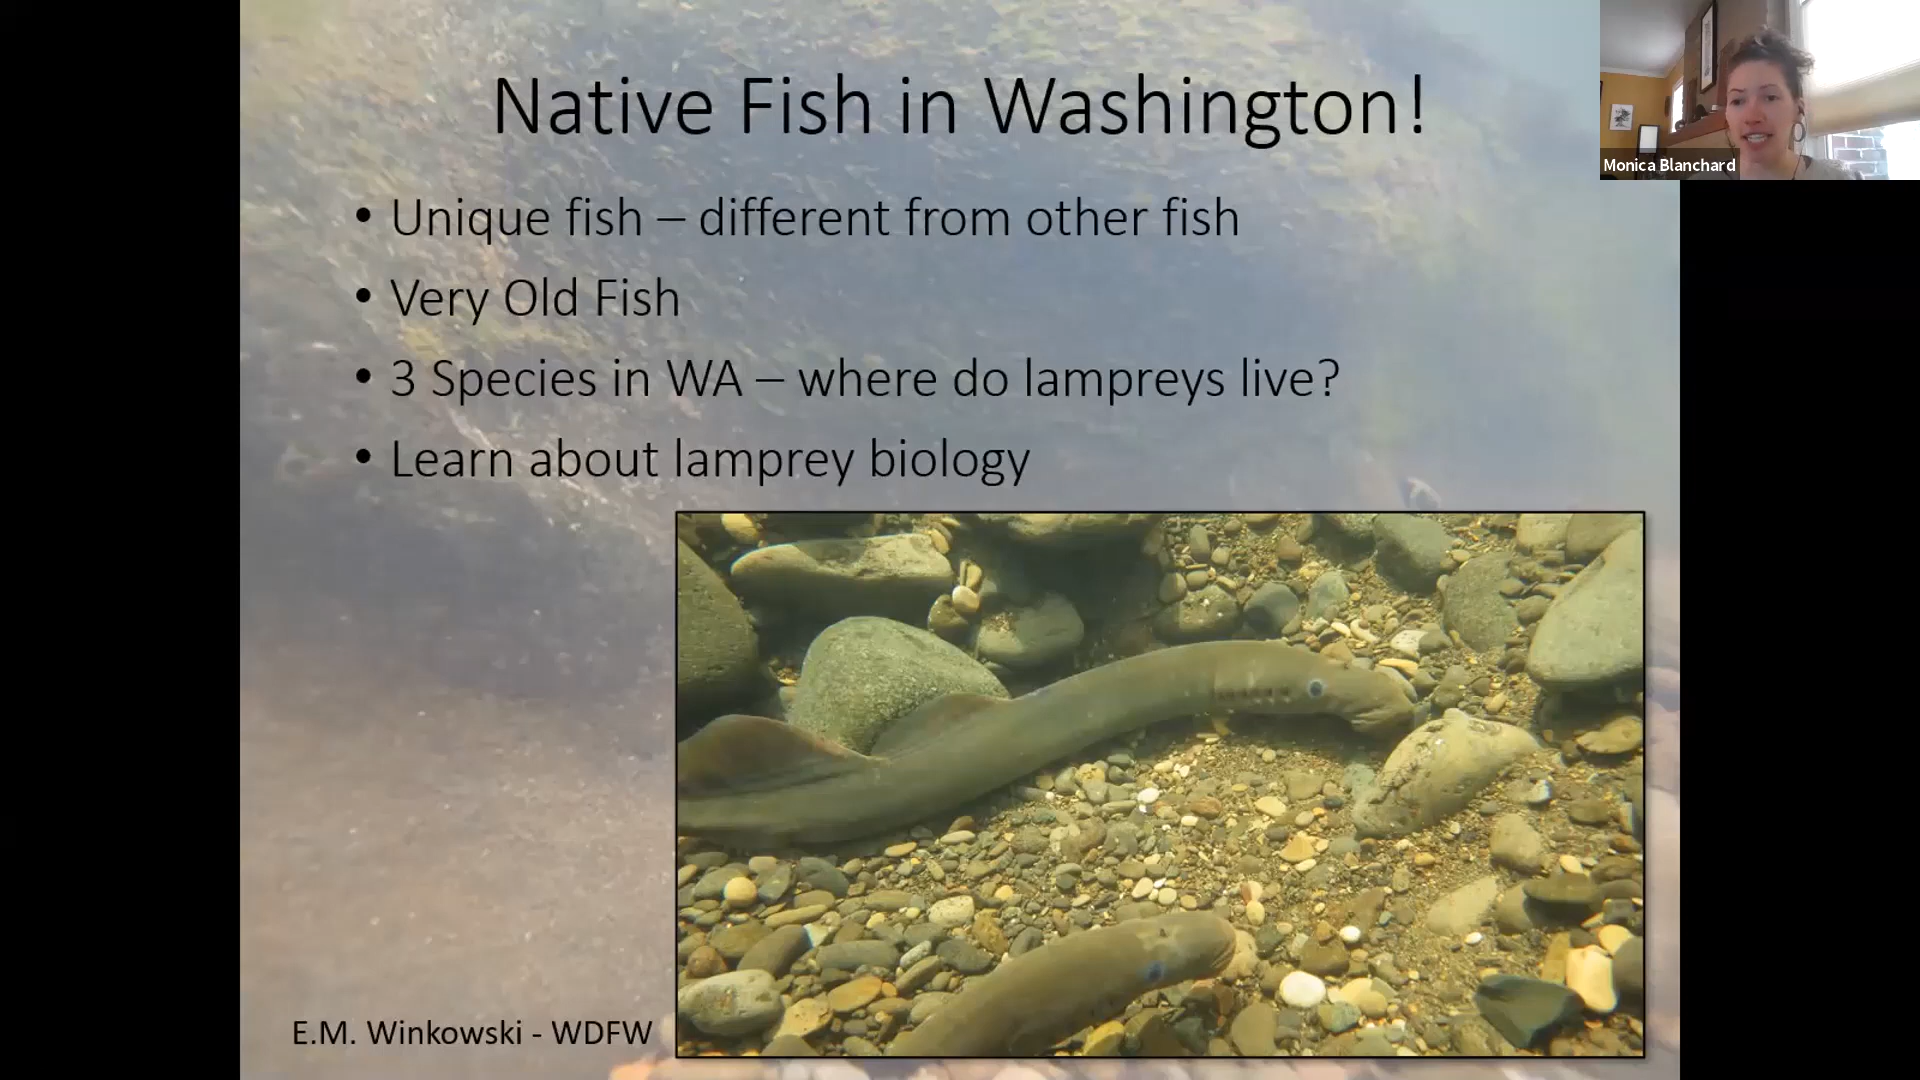 Native Fish in Washington!
Monica Blanchard
• Unique fish – different from other fish
• Very Old Fish
• 3 Species in WA – where do lampreys live?
• Learn about lamprey biology
E.M. Winkowski - WDFW